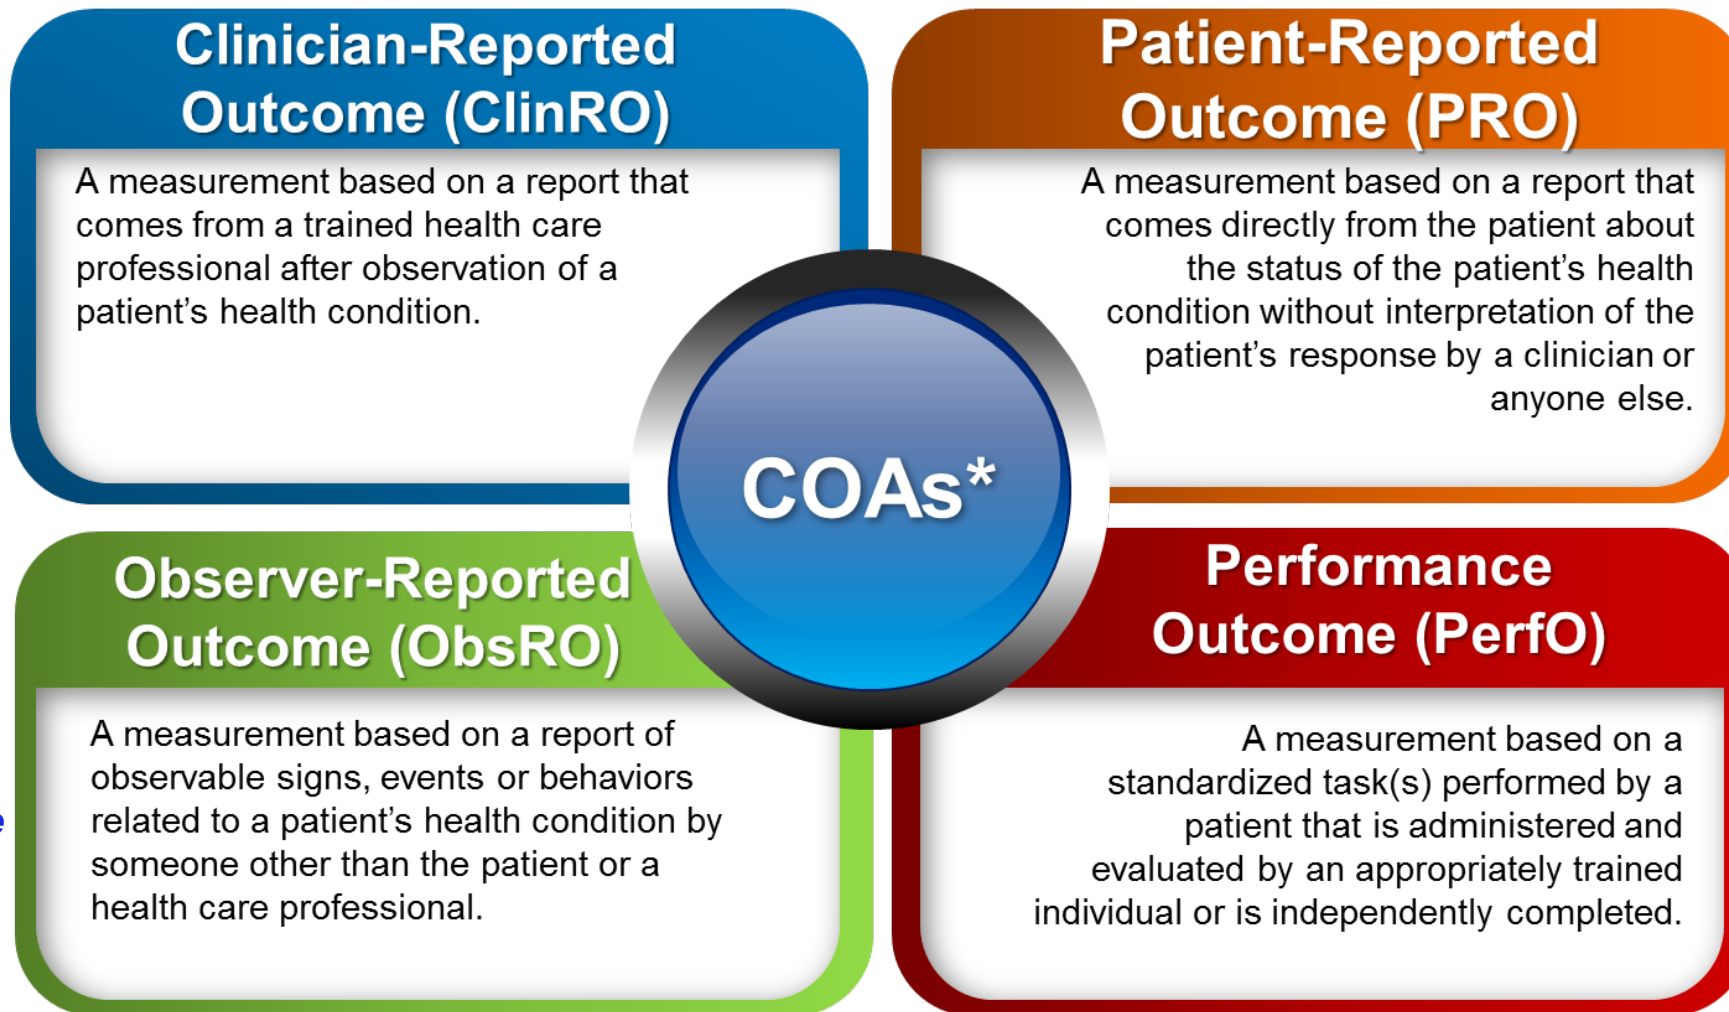 Clinician-Reported
Outcome (ClinRO)
A measurement based on a report that
comes from a trained health care
professional after observation of a
patient's health condition.
Patient-Reported
Outcome (PRO)
A measurement based on a report that
comes directly from the patient about
the status of the patient's health
condition without interpretation of the
patient's response by a clinician or
anyone else.
COAs*
Observer-Reported
Outcome (ObsRO)
A measurement based on a report of
observable signs, events or behaviors
related to a patient's health condition by
someone other than the patient or a
health care professional.
Performance
Outcome (PerfO)
A measurement based on a
standardized task(s) performed by a
patient that is administered and
evaluated by an appropriately trained
individual or is independently completed.